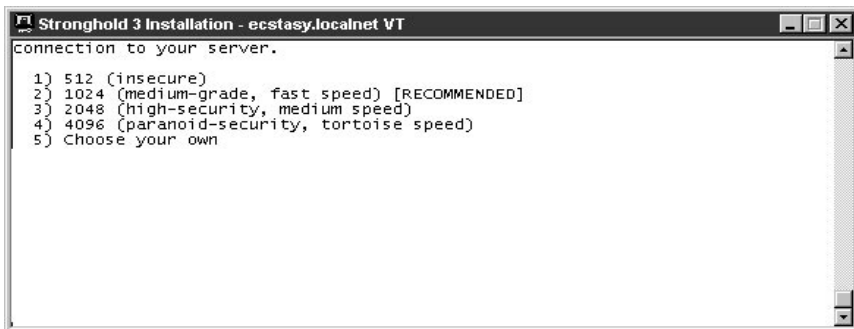 Stronghold 3 Installation - ecstasy.localnet VT
connection to your server.
1) 512 (insecure)
2) 1024 (medium-grade, fast speed) [RECOMMENDED]
3) 2048 (high-security, medium speed)
4) 4096 (paranoid-security, tortoise speed)
5) Choose your own